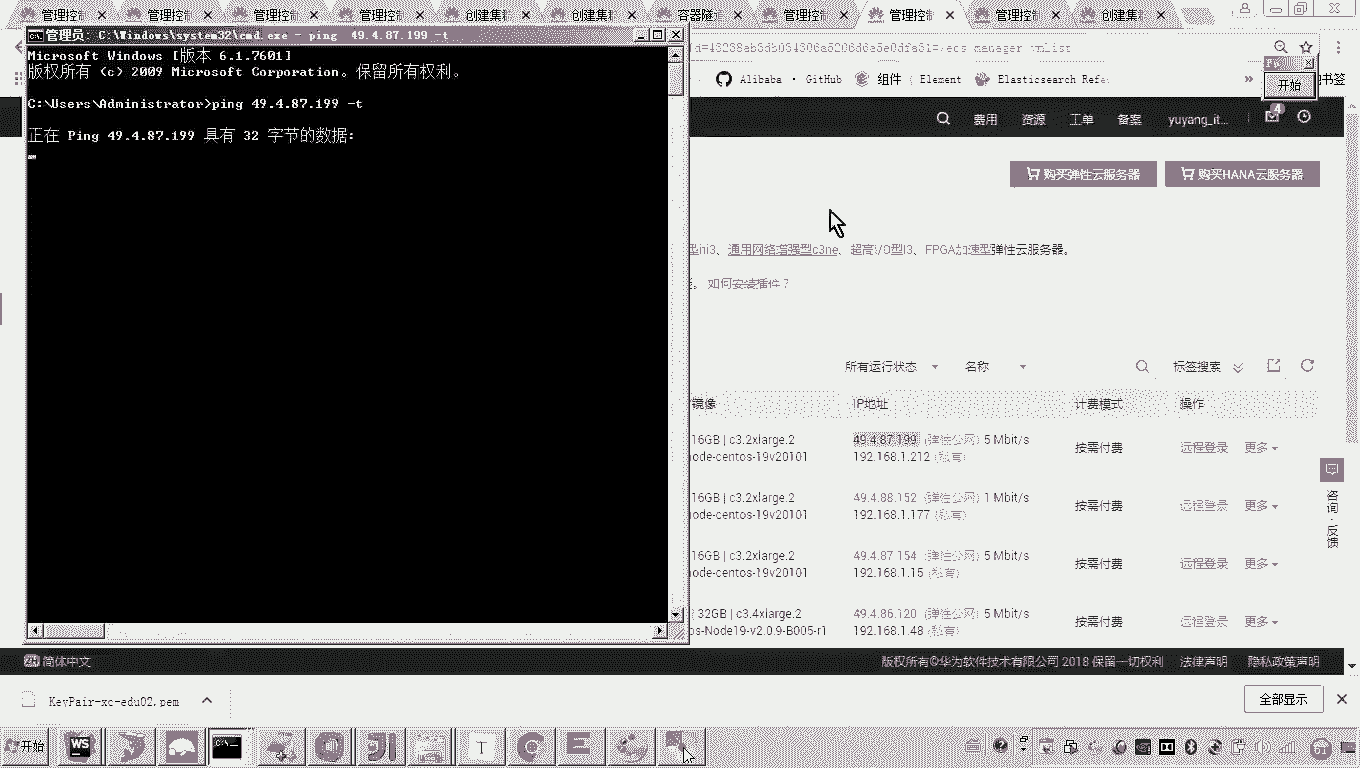 管理控制 管理控制 管理控制 管理控制 创建集群 创建集群 容器隧道 管理控制 管理控制 管理控制 创建集群
管理员: C:\Windows\system32\cmd.exe - ping 49.4.87.199 -t
Microsoft Windows [版本 6.1.7601]
版权所有 (c) 2009 Microsoft Corporation。保留所有权利。
C:\Users\Administrator>ping 49.4.87.199 -t
正在 Ping 49.4.87.199 具有 32 字节的数据:
Alibaba · GitHub 组件 | Element Elasticsearch Refe
» 开始 书签
费用 资源 工单 备案 yuyang_it... 4
购买弹性云服务器 购买HANA云服务器
通用网络增强型c3ne、超高I/O型i3、FPGA加速型弹性云服务器。
如何安装插件？
所有运行状态 名称 标签搜索
镜像 IP地址 计费模式 操作
16GB | c3.2xlarge.2 49.4.87.199 (弹性公网) 5 Mbit/s 按需付费 远程登录 更多
node-centos-19v20101 192.168.1.212 (私有)
16GB | c3.2xlarge.2 49.4.88.152 (弹性公网) 1 Mbit/s 按需付费 远程登录 更多
node-centos-19v20101 192.168.1.177 (私有)
16GB | c3.2xlarge.2 49.4.87.154 (弹性公网) 5 Mbit/s 按需付费 远程登录 更多
node-centos-19v20101 192.168.1.15 (私有)
32GB | c3.4xlarge.2 49.4.86.120 (弹性公网) 5 Mbit/s 按需付费 远程登录 更多
os-Node19-v2.0.9-B005-r1 192.168.1.48 (私有)
咨询·反馈
简体中文 版权所有©华为软件技术有限公司 2018 保留一切权利 法律声明 隐私政策声明
KeyPair-xc-edu02.pem 全部显示
开始 WS T